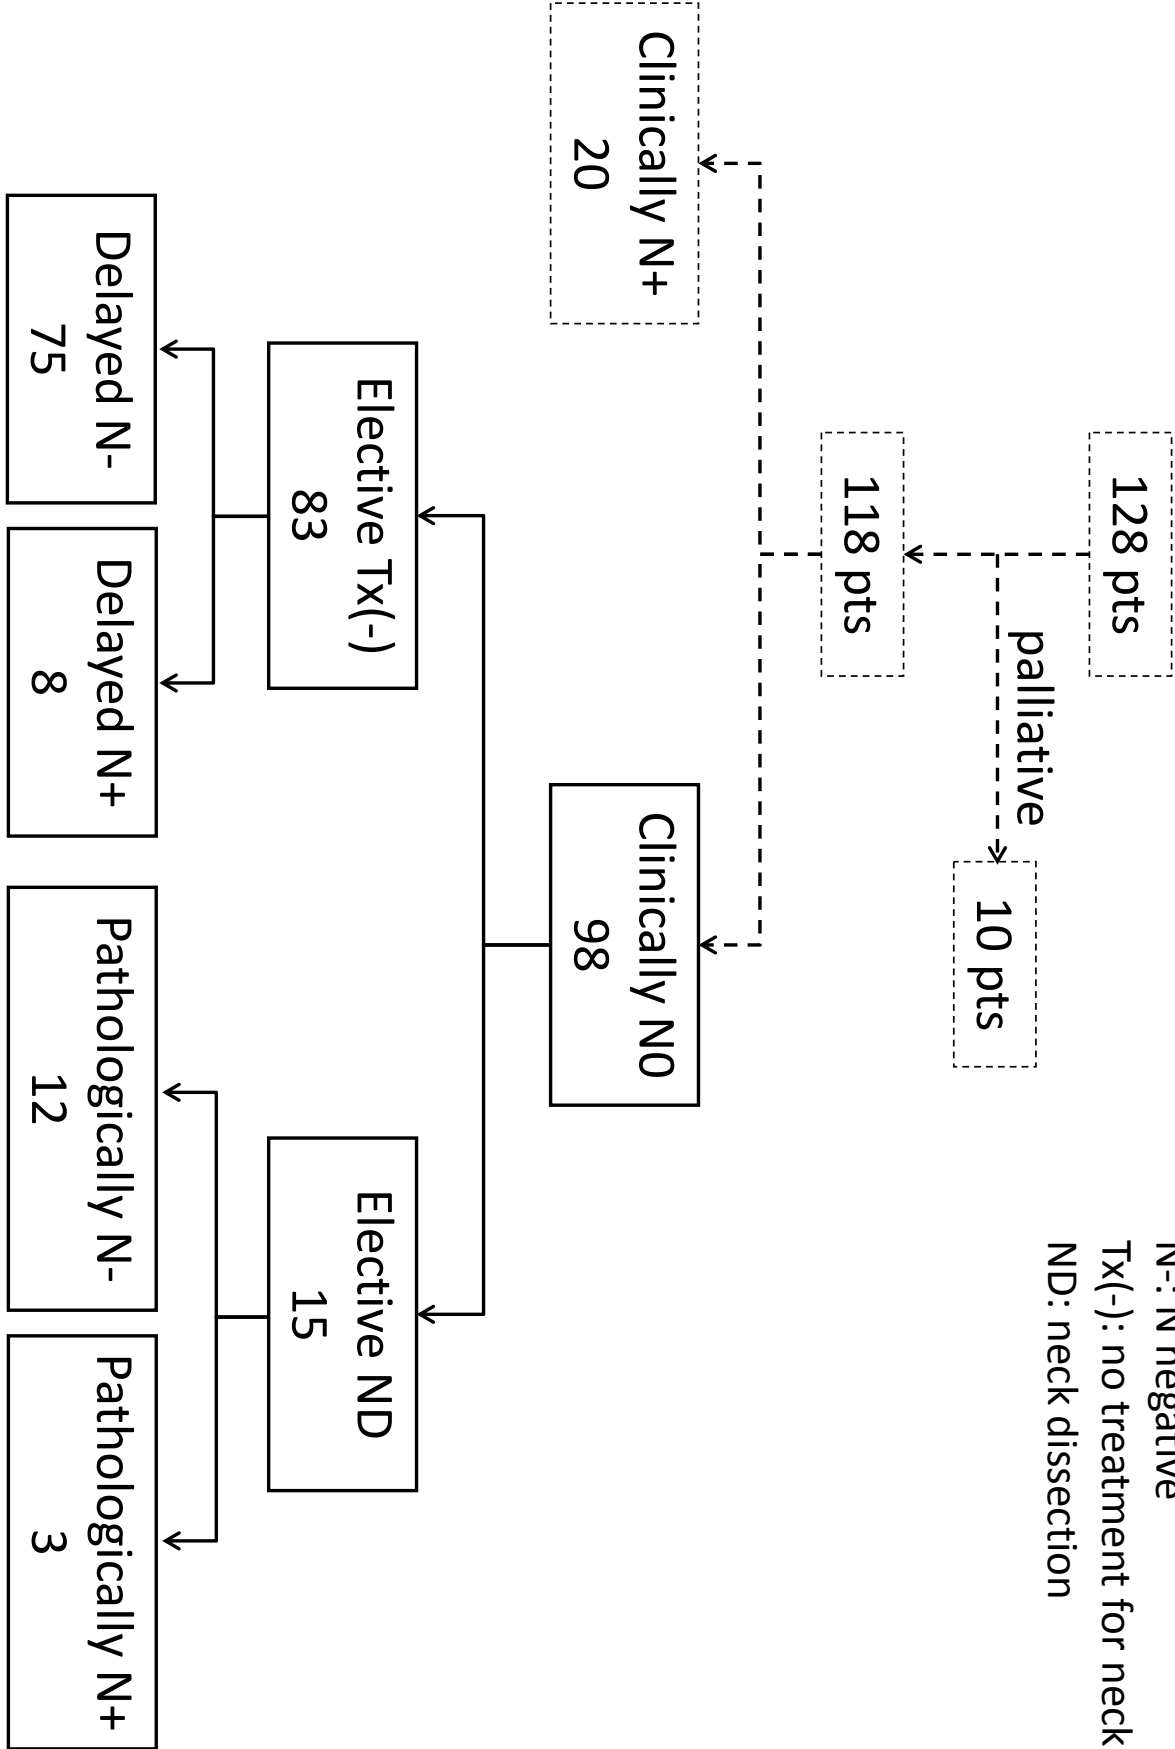 128 pts
palliative
10 pts
118 pts
Clinically N+
20
Clinically N0
98
Elective Tx(-)
83
Elective ND
15
Delayed N-
75
Delayed N+
8
Pathologically N-
12
Pathologically N+
3
N-: N negative
Tx(-): no treatment for neck
ND: neck dissection